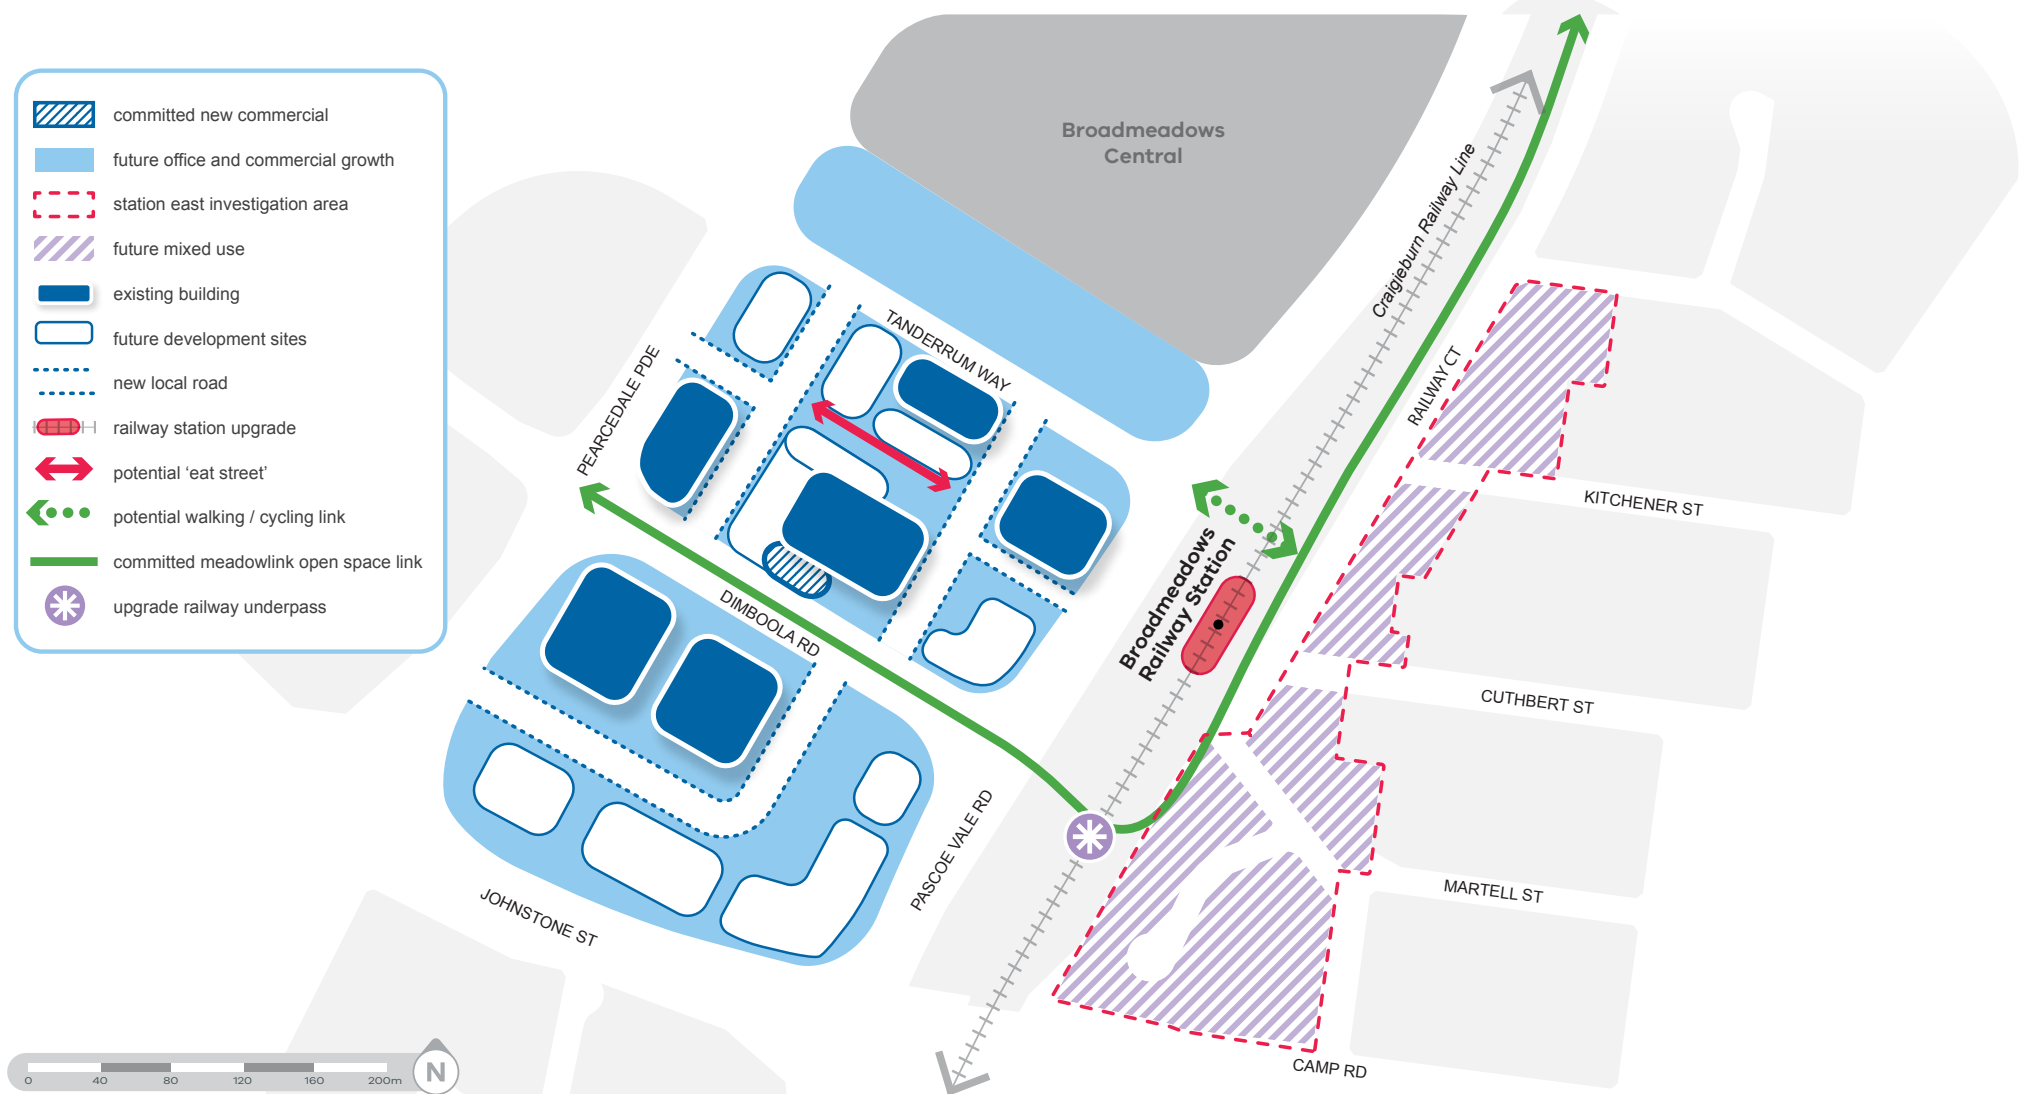 committed new commercial
future office and commercial growth
station east investigation area
future mixed use
existing building
future development sites
new local road
railway station upgrade
potential ‘eat street’
potential walking / cycling link
committed meadowlink open space link
upgrade railway underpass
Broadmeadows
Central
Craigieburn Railway Line
TANDERRUM WAY
PEARCEDALE PDE
RAILWAY CT
KITCHENER ST
Broadmeadows
Railway Station
DIMBOOLA RD
CUTHBERT ST
PASCOE VALE RD
MARTELL ST
JOHNSTONE ST
CAMP RD
0 40 80 120 160 200m
N